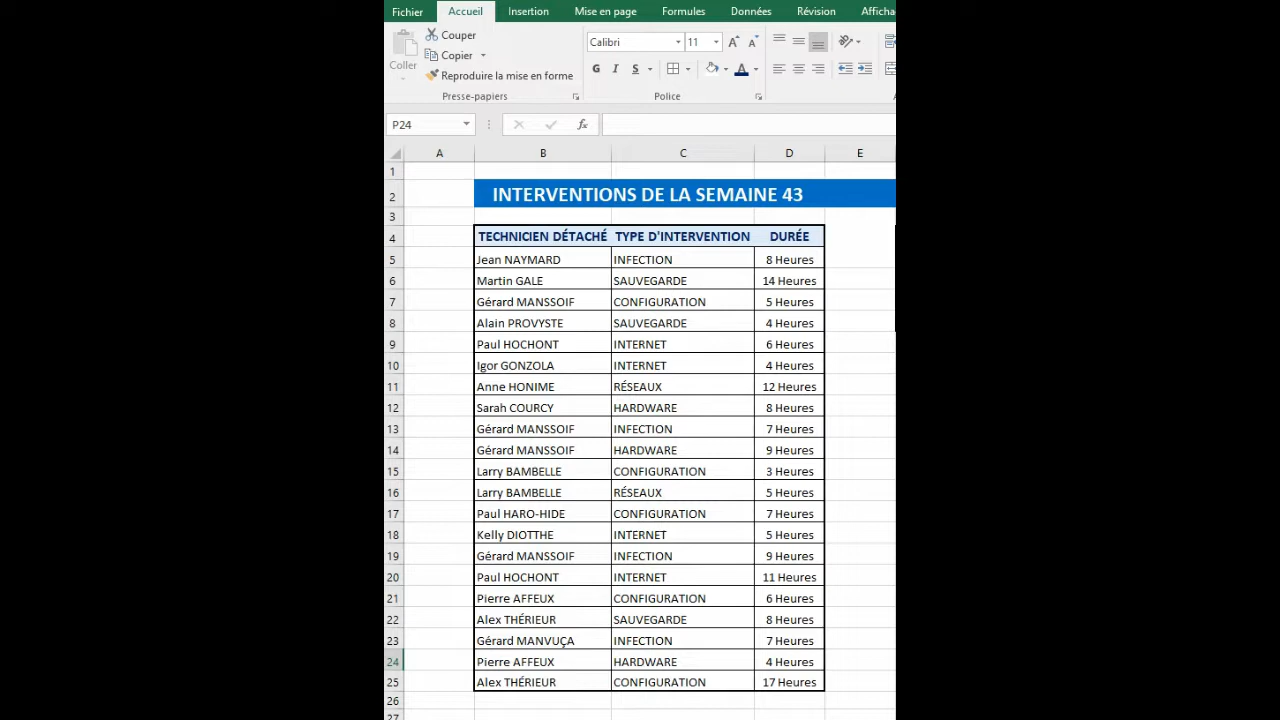 Fichier Accueil Insertion Mise en page Formules Données Révision Afficha
Couper
Copier
Coller
Reproduire la mise en forme
Presse-papiers
Calibri 11
G I S
Police
P24 fx
A B C D E
1
2 INTERVENTIONS DE LA SEMAINE 43
3
4 TECHNICIEN DÉTACHÉ TYPE D'INTERVENTION DURÉE
5 Jean NAYMARD INFECTION 8 Heures
6 Martin GALE SAUVEGARDE 14 Heures
7 Gérard MANSSOIF CONFIGURATION 5 Heures
8 Alain PROVYSTE SAUVEGARDE 4 Heures
9 Paul HOCHONT INTERNET 6 Heures
10 Igor GONZOLA INTERNET 4 Heures
11 Anne HONIME RÉSEAUX 12 Heures
12 Sarah COURCY HARDWARE 8 Heures
13 Gérard MANSSOIF INFECTION 7 Heures
14 Gérard MANSSOIF HARDWARE 9 Heures
15 Larry BAMBELLE CONFIGURATION 3 Heures
16 Larry BAMBELLE RÉSEAUX 5 Heures
17 Paul HARO-HIDE CONFIGURATION 7 Heures
18 Kelly DIOTTHE INTERNET 5 Heures
19 Gérard MANSSOIF INFECTION 9 Heures
20 Paul HOCHONT INTERNET 11 Heures
21 Pierre AFFEUX CONFIGURATION 6 Heures
22 Alex THÉRIEUR SAUVEGARDE 8 Heures
23 Gérard MANVUÇA INFECTION 7 Heures
24 Pierre AFFEUX HARDWARE 4 Heures
25 Alex THÉRIEUR CONFIGURATION 17 Heures
26
27